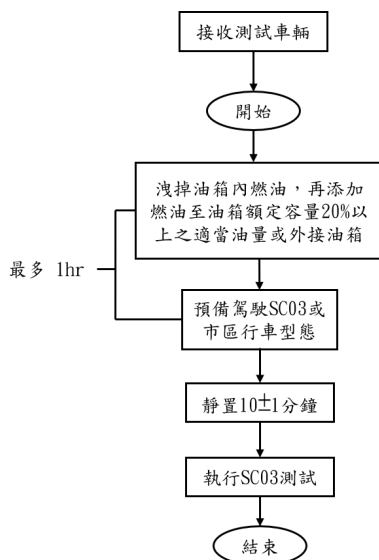 接收測試車輛
開始
洩掉油箱內燃油，再添加
燃油至油箱額定容量20%以
上之適當油量或外接油箱
最多 1hr
預備駕駛SC03或
市區行車型態
靜置10±1分鐘
執行SC03測試
結束